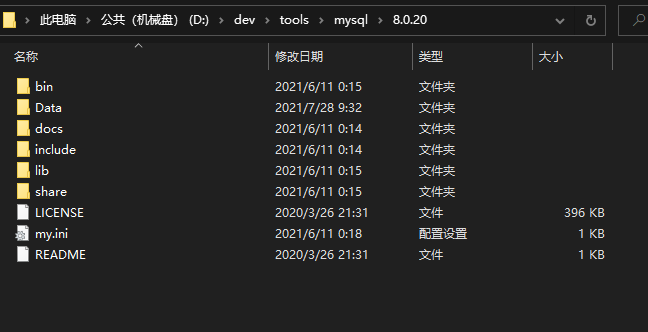 此电脑 › 公共（机械盘） (D:) › dev › tools › mysql › 8.0.20
名称 修改日期 类型 大小
bin 2021/6/11 0:15 文件夹
Data 2021/7/28 9:32 文件夹
docs 2021/6/11 0:14 文件夹
include 2021/6/11 0:14 文件夹
lib 2021/6/11 0:15 文件夹
share 2021/6/11 0:15 文件夹
LICENSE 2020/3/26 21:31 文件 396 KB
my.ini 2021/6/11 0:18 配置设置 1 KB
README 2020/3/26 21:31 文件 1 KB